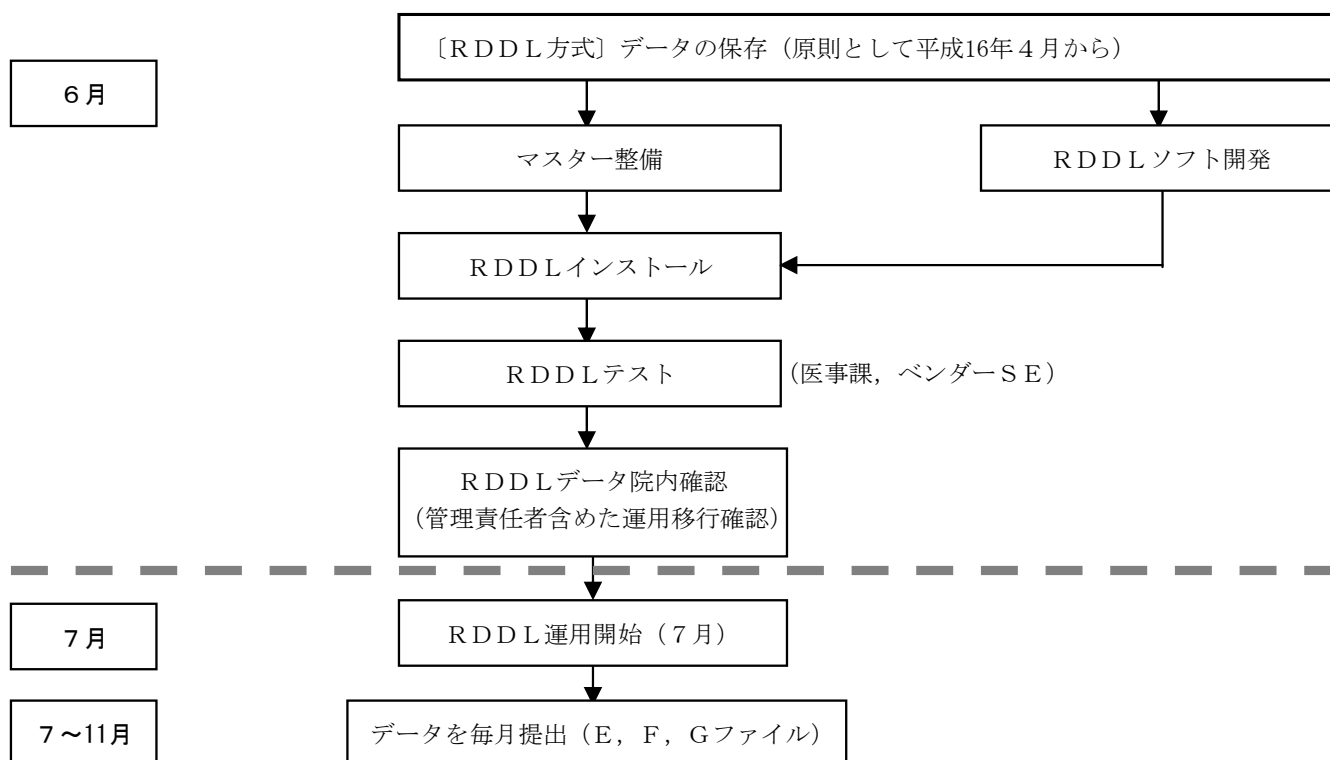 〔ＲＤＤＬ方式〕データの保存（原則として平成16年４月から）
６月
マスター整備
ＲＤＤＬソフト開発
ＲＤＤＬインストール
ＲＤＤＬテスト
（医事課，ベンダーＳＥ）
ＲＤＤＬデータ院内確認
（管理責任者含めた運用移行確認）
７月
ＲＤＤＬ運用開始（７月）
７～11月
データを毎月提出（Ｅ，Ｆ，Ｇファイル）